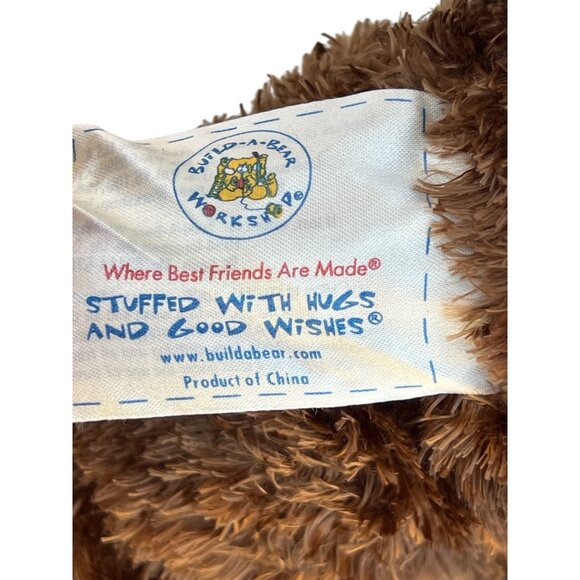 BUILD-A-BEAR
WORKSHOP®
Where Best Friends Are Made®
STUFFED WITH HUGS
AND GOOD WISHES®
www.buildabear.com
Product of China